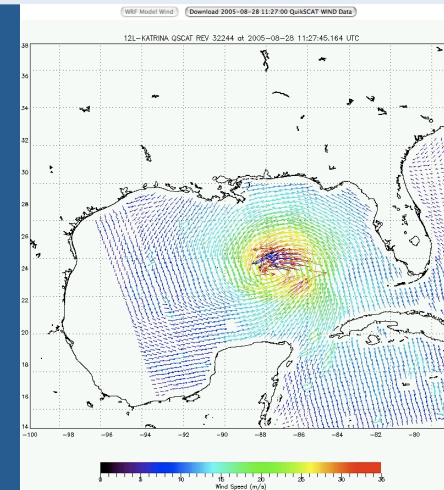 WRF Model Wind Download 2005-08-28 11:27:00 QuikSCAT WIND Data
12L-KATRINA QSCAT REV 32244 at 2005-08-28 11:27:45.164 UTC
38
36
34
32
30
28
26
24
22
20
18
16
14
-100 -98 -96 -94 -92 -90 -88 -86 -84 -82 -80
0 5 10 15 20 25 30 35
Wind Speed (m/s)